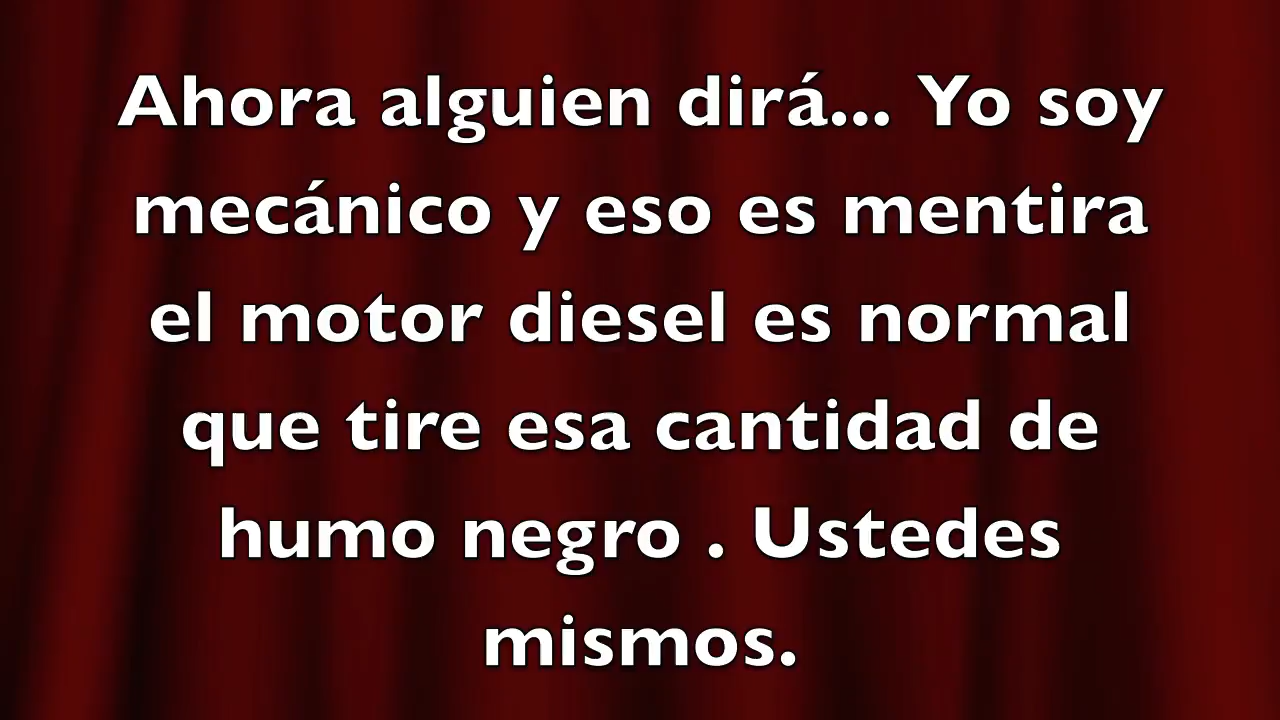 Ahora alguien dirá... Yo soy
mecánico y eso es mentira
el motor diesel es normal
que tire esa cantidad de
humo negro . Ustedes
mismos.